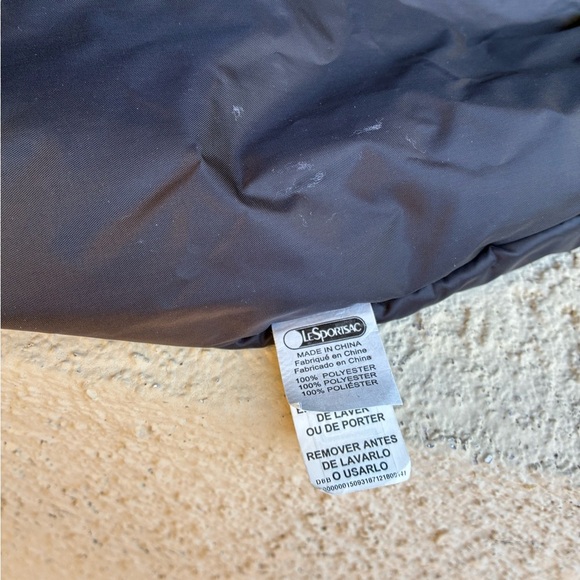 LeSportsac
MADE IN CHINA
Fabriqué en Chine
Fabricado en China
100% POLYESTER
100% POLYESTER
100% POLIÉSTER
DE LAVER
OU DE PORTER
REMOVER ANTES
DE LAVARLO
O USARLO